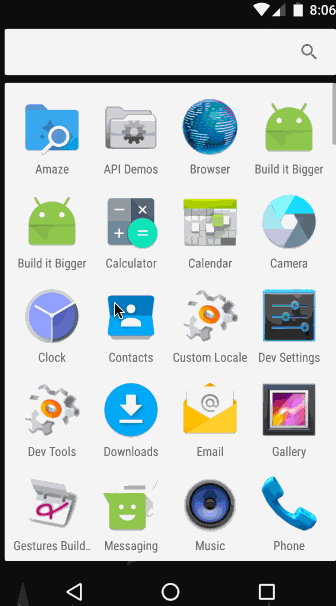 8:06
Amaze API Demos Browser Build it Bigger
Build it Bigger Calculator Calendar Camera
Clock Contacts Custom Locale Dev Settings
Dev Tools Downloads Email Gallery
Gestures Build.. Messaging Music Phone